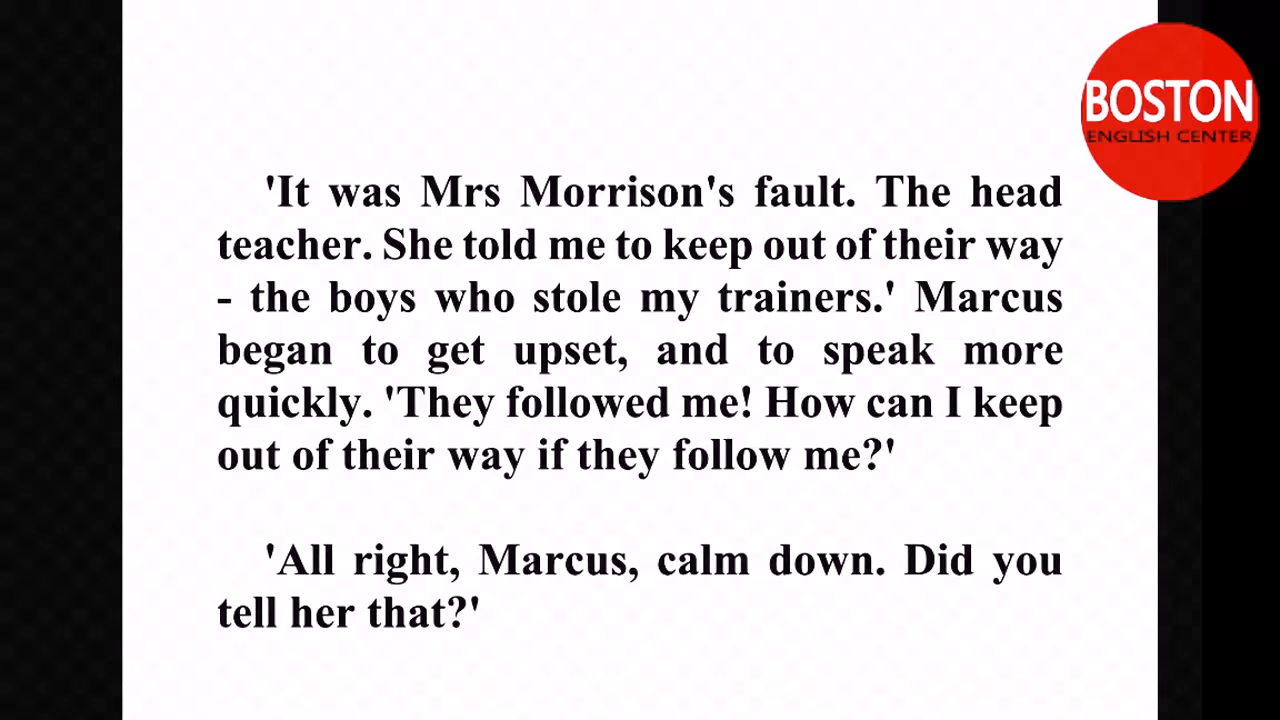 BOSTON
ENGLISH CENTER
'It was Mrs Morrison's fault. The head
teacher. She told me to keep out of their way
- the boys who stole my trainers.' Marcus
began to get upset, and to speak more
quickly. 'They followed me! How can I keep
out of their way if they follow me?'
'All right, Marcus, calm down. Did you
tell her that?'